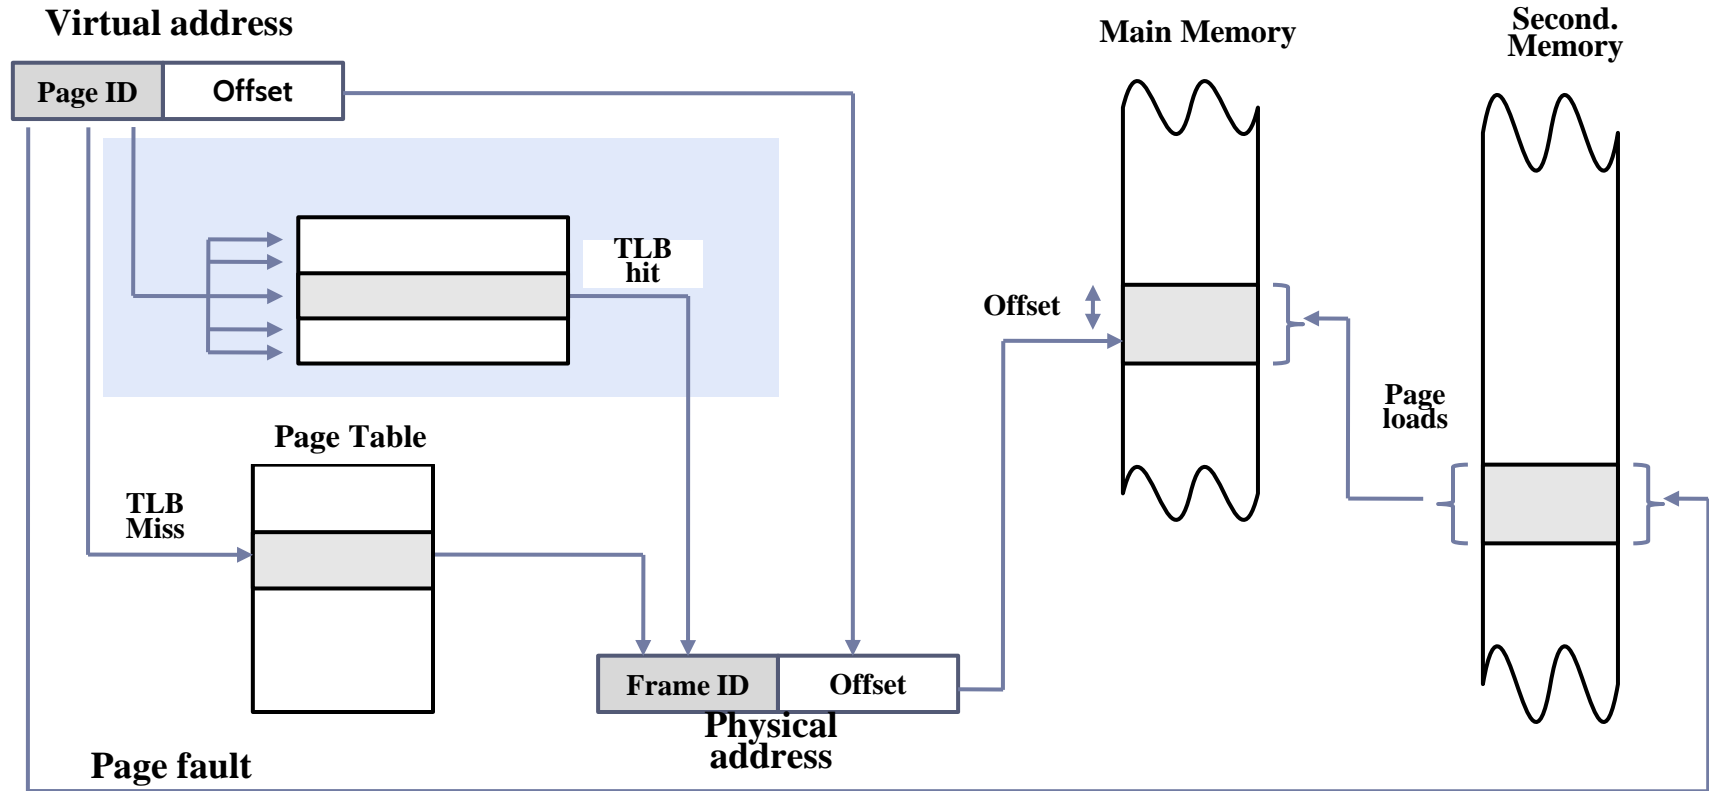 Virtual address
Main Memory
Second.
Memory
Page ID
Offset
TLB
hit
Offset
Page
loads
Page Table
TLB
Miss
Frame ID
Offset
Physical
address
Page fault